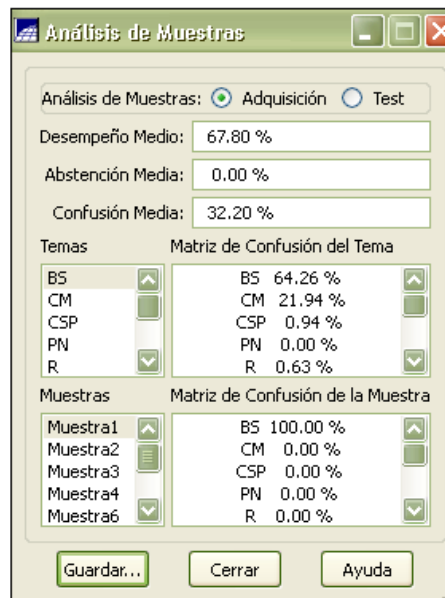 Análisis de Muestras
Análisis de Muestras: Adquisición Test
Desempeño Medio: 67.80 %
Abstención Media: 0.00 %
Confusión Media: 32.20 %
Temas Matriz de Confusión del Tema
BS BS 64.26 %
CM CM 21.94 %
CSP CSP 0.94 %
PN PN 0.00 %
R R 0.63 %
Muestras Matriz de Confusión de la Muestra
Muestra1 BS 100.00 %
Muestra2 CM 0.00 %
Muestra3 CSP 0.00 %
Muestra4 PN 0.00 %
Muestra6 R 0.00 %
Guardar... Cerrar Ayuda